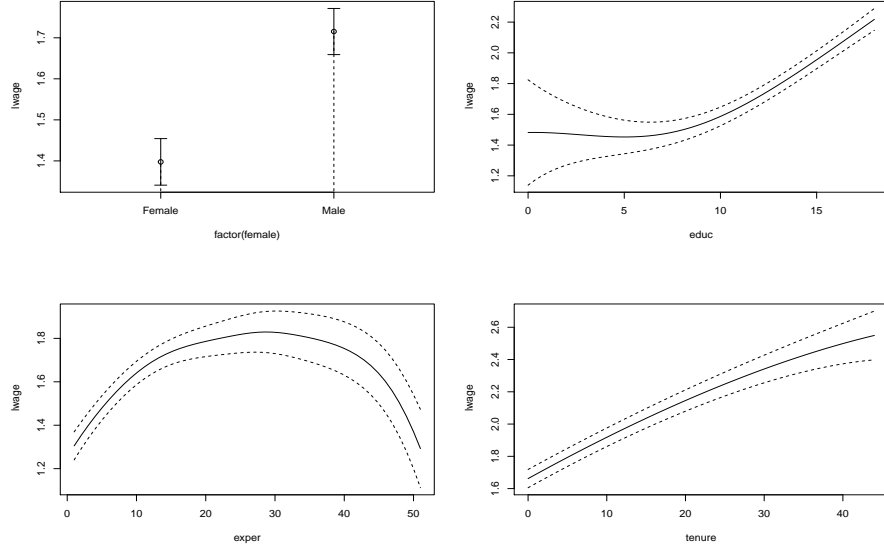 lwage
1.4 1.5 1.6 1.7
Female Male
factor(female)
lwage
1.2 1.4 1.6 1.8 2.0 2.2
0 5 10 15
educ
lwage
1.2 1.4 1.6 1.8
0 10 20 30 40 50
exper
lwage
1.6 1.8 2.0 2.2 2.4 2.6
0 10 20 30 40
tenure